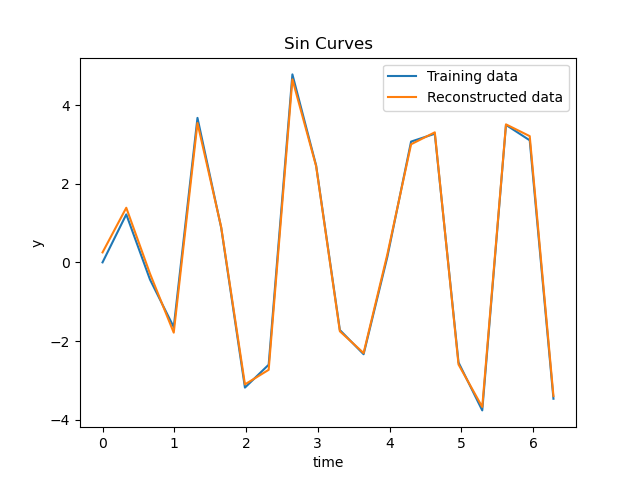 Sin Curves
Training data
Reconstructed data
4
2
0
−2
−4
y
0 1 2 3 4 5 6
time